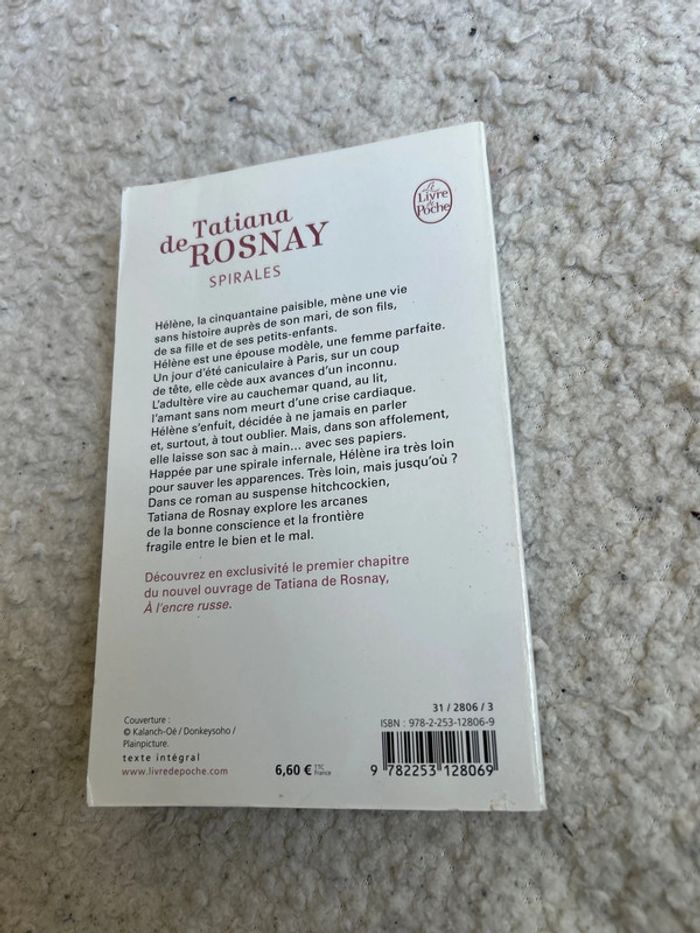 Tatiana
de ROSNAY
SPIRALES
Le
Livre
de
Poche
Hélène, la cinquantaine paisible, mène une vie
sans histoire auprès de son mari, de son fils,
de sa fille et de ses petits-enfants.
Hélène est une épouse modèle, une femme parfaite.
Un jour d'été caniculaire à Paris, sur un coup
de tête, elle cède aux avances d'un inconnu.
L'adultère vire au cauchemar quand, au lit,
l'amant sans nom meurt d'une crise cardiaque.
Hélène s'enfuit, décidée à ne jamais en parler
et, surtout, à tout oublier. Mais, dans son affolement,
elle laisse son sac à main... avec ses papiers.
Happée par une spirale infernale, Hélène ira très loin
pour sauver les apparences. Très loin, mais jusqu'où ?
Dans ce roman au suspense hitchcockien,
Tatiana de Rosnay explore les arcanes
de la bonne conscience et la frontière
fragile entre le bien et le mal.
Découvrez en exclusivité le premier chapitre
du nouvel ouvrage de Tatiana de Rosnay,
À l'encre russe.
Couverture :
© Kalanch-Oé / Donkeysoho /
Plainpicture.
texte intégral
www.livredepoche.com
6,60 € TTC
France
31 / 2806 / 3
ISBN : 978-2-253-12806-9
9 782253 128069